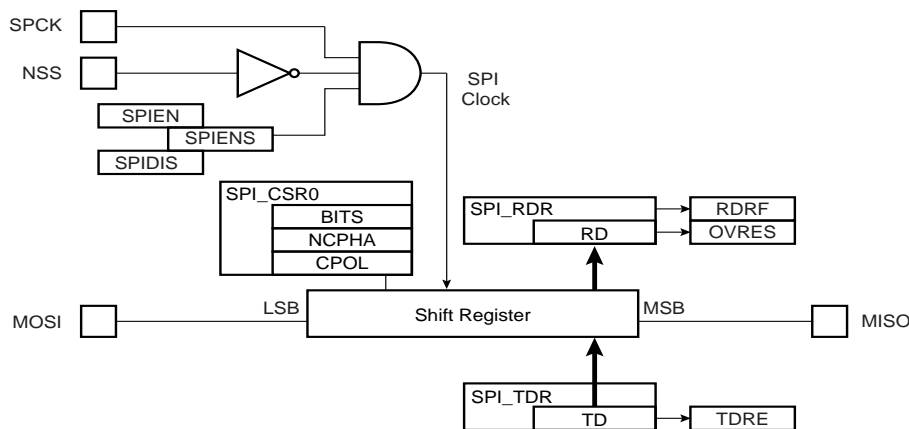 SPCK
NSS
SPI
Clock
SPIEN
SPIENS
SPIDIS
SPI_CSR0
BITS
NCPHA
CPOL
SPI_RDR
RD
RDRF
OVRES
MOSI
LSB
Shift Register
MSB
MISO
SPI_TDR
TD
TDRE